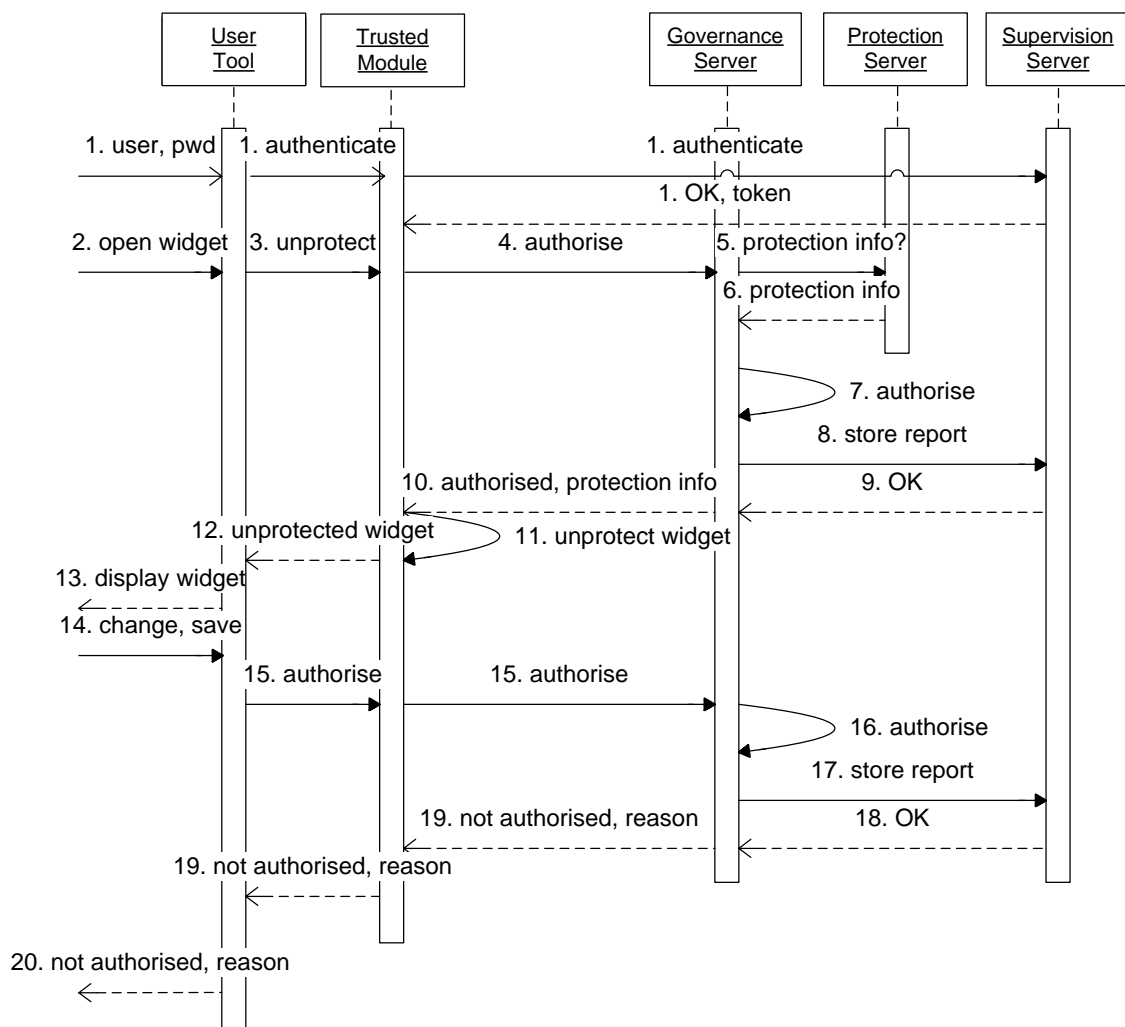 User
Tool
Trusted
Module
Governance
Server
Protection
Server
Supervision
Server
1. user, pwd
1. authenticate
1. authenticate
1. OK, token
2. open widget
3. unprotect
4. authorise
5. protection info?
6. protection info
7. authorise
8. store report
9. OK
10. authorised, protection info
11. unprotect widget
12. unprotected widget
13. display widget
14. change, save
15. authorise
15. authorise
16. authorise
17. store report
18. OK
19. not authorised, reason
19. not authorised, reason
20. not authorised, reason